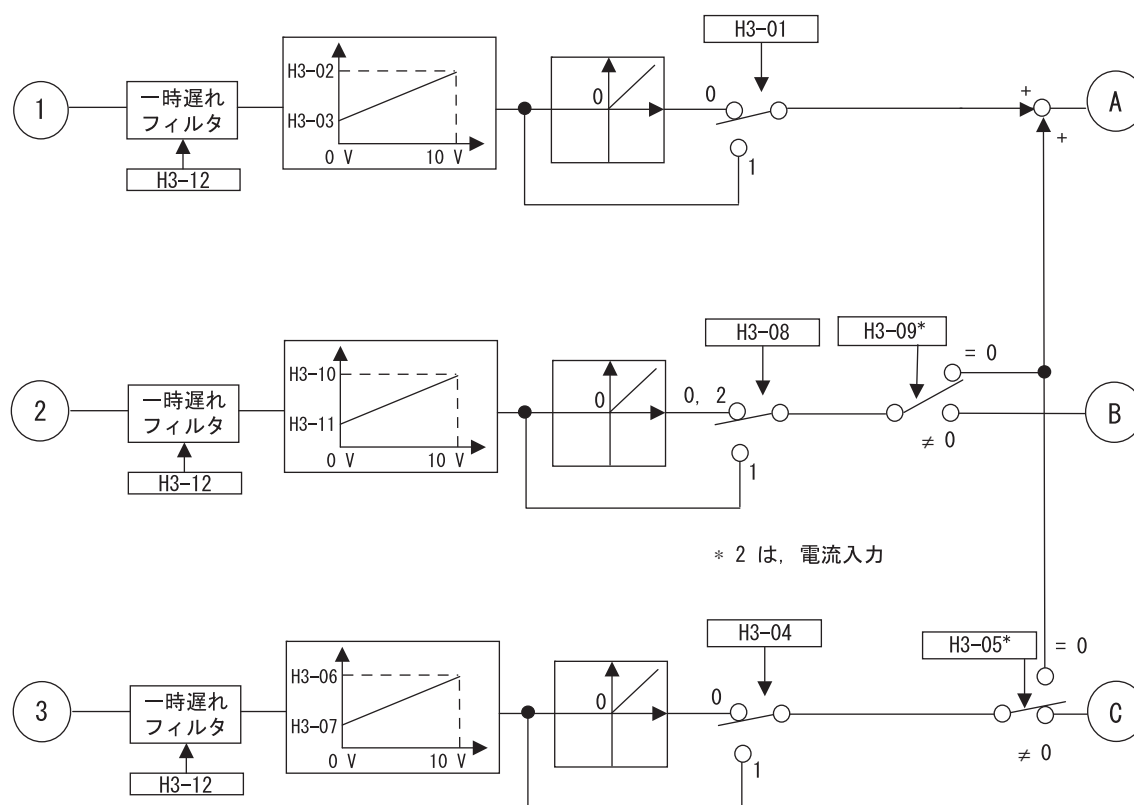 H3-01
H3-02
H3-03
0 V
10 V
1
一時遅れ
フィルタ
H3-12
0
0
1
+
+
A
H3-08
H3-09*
H3-10
H3-11
0 V
10 V
2
一時遅れ
フィルタ
H3-12
0
0, 2
1
= 0
≠ 0
B
* 2 は, 電流入力
H3-04
H3-05*
H3-06
H3-07
0 V
10 V
3
一時遅れ
フィルタ
H3-12
0
0
1
= 0
≠ 0
C